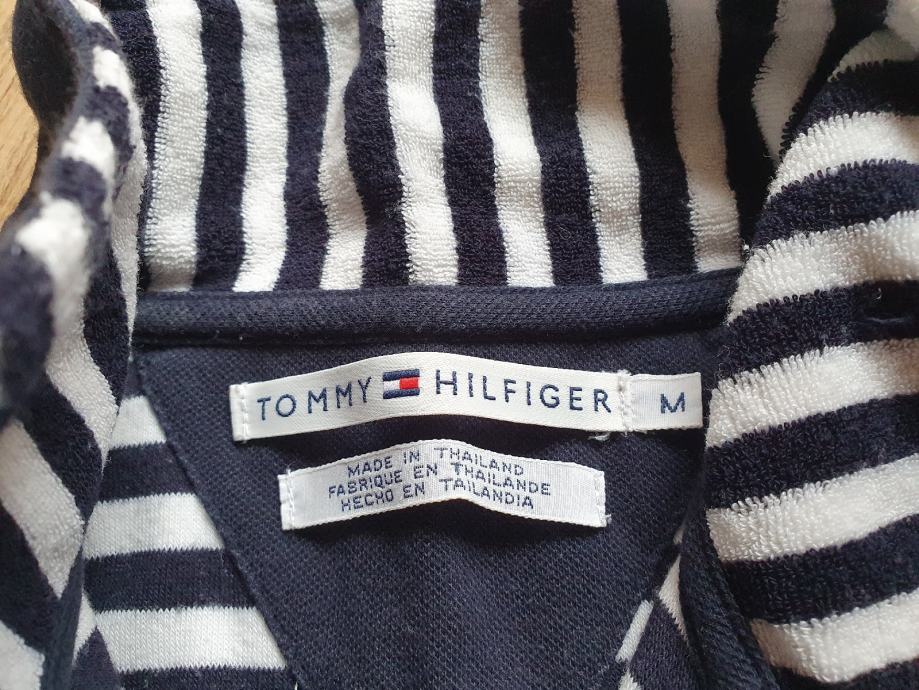 TOMMY HILFIGER M
MADE IN THAILAND
FABRIQUE EN THAILANDE
HECHO EN TAILANDIA